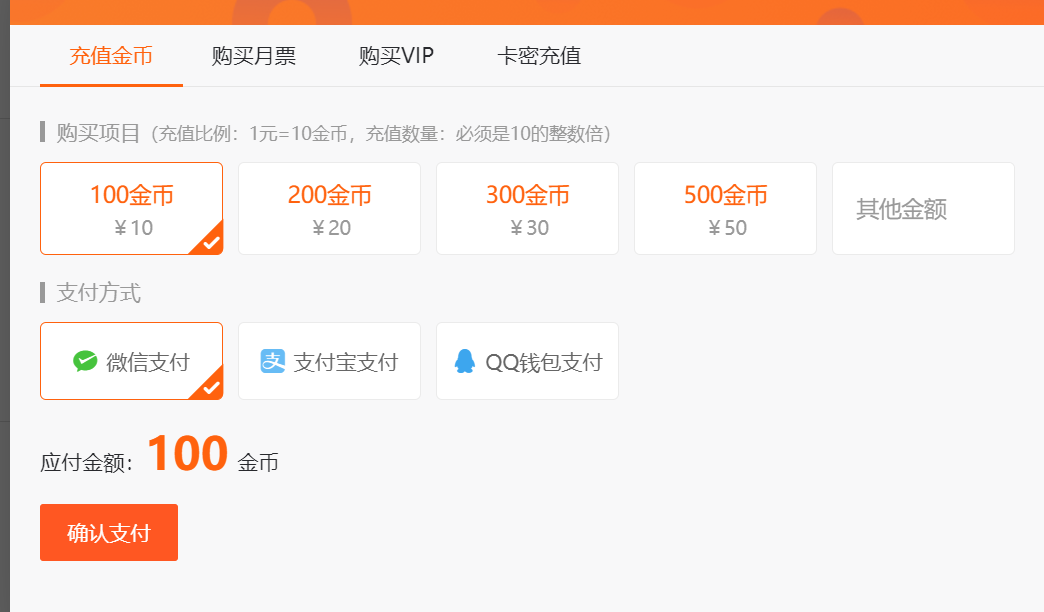 充值金币 购买月票 购买VIP 卡密充值
购买项目（充值比例：1元=10金币，充值数量：必须是10的整数倍）
100金币 200金币 300金币 500金币 其他金额
￥10 ￥20 ￥30 ￥50
支付方式
微信支付 支付宝支付 QQ钱包支付
应付金额：100 金币
确认支付